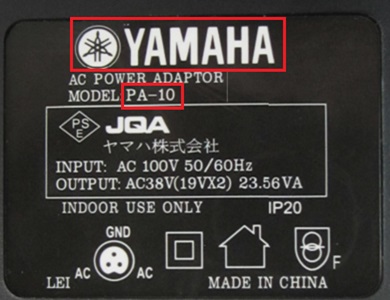 YAMAHA
AC POWER ADAPTOR
MODEL PA-10
PS
E
JQA
ヤマハ株式会社
INPUT: AC 100V 50/60Hz
OUTPUT: AC38V(19VX2) 23.56VA
INDOOR USE ONLY IP20
GND
AC AC
F
LEI MADE IN CHINA